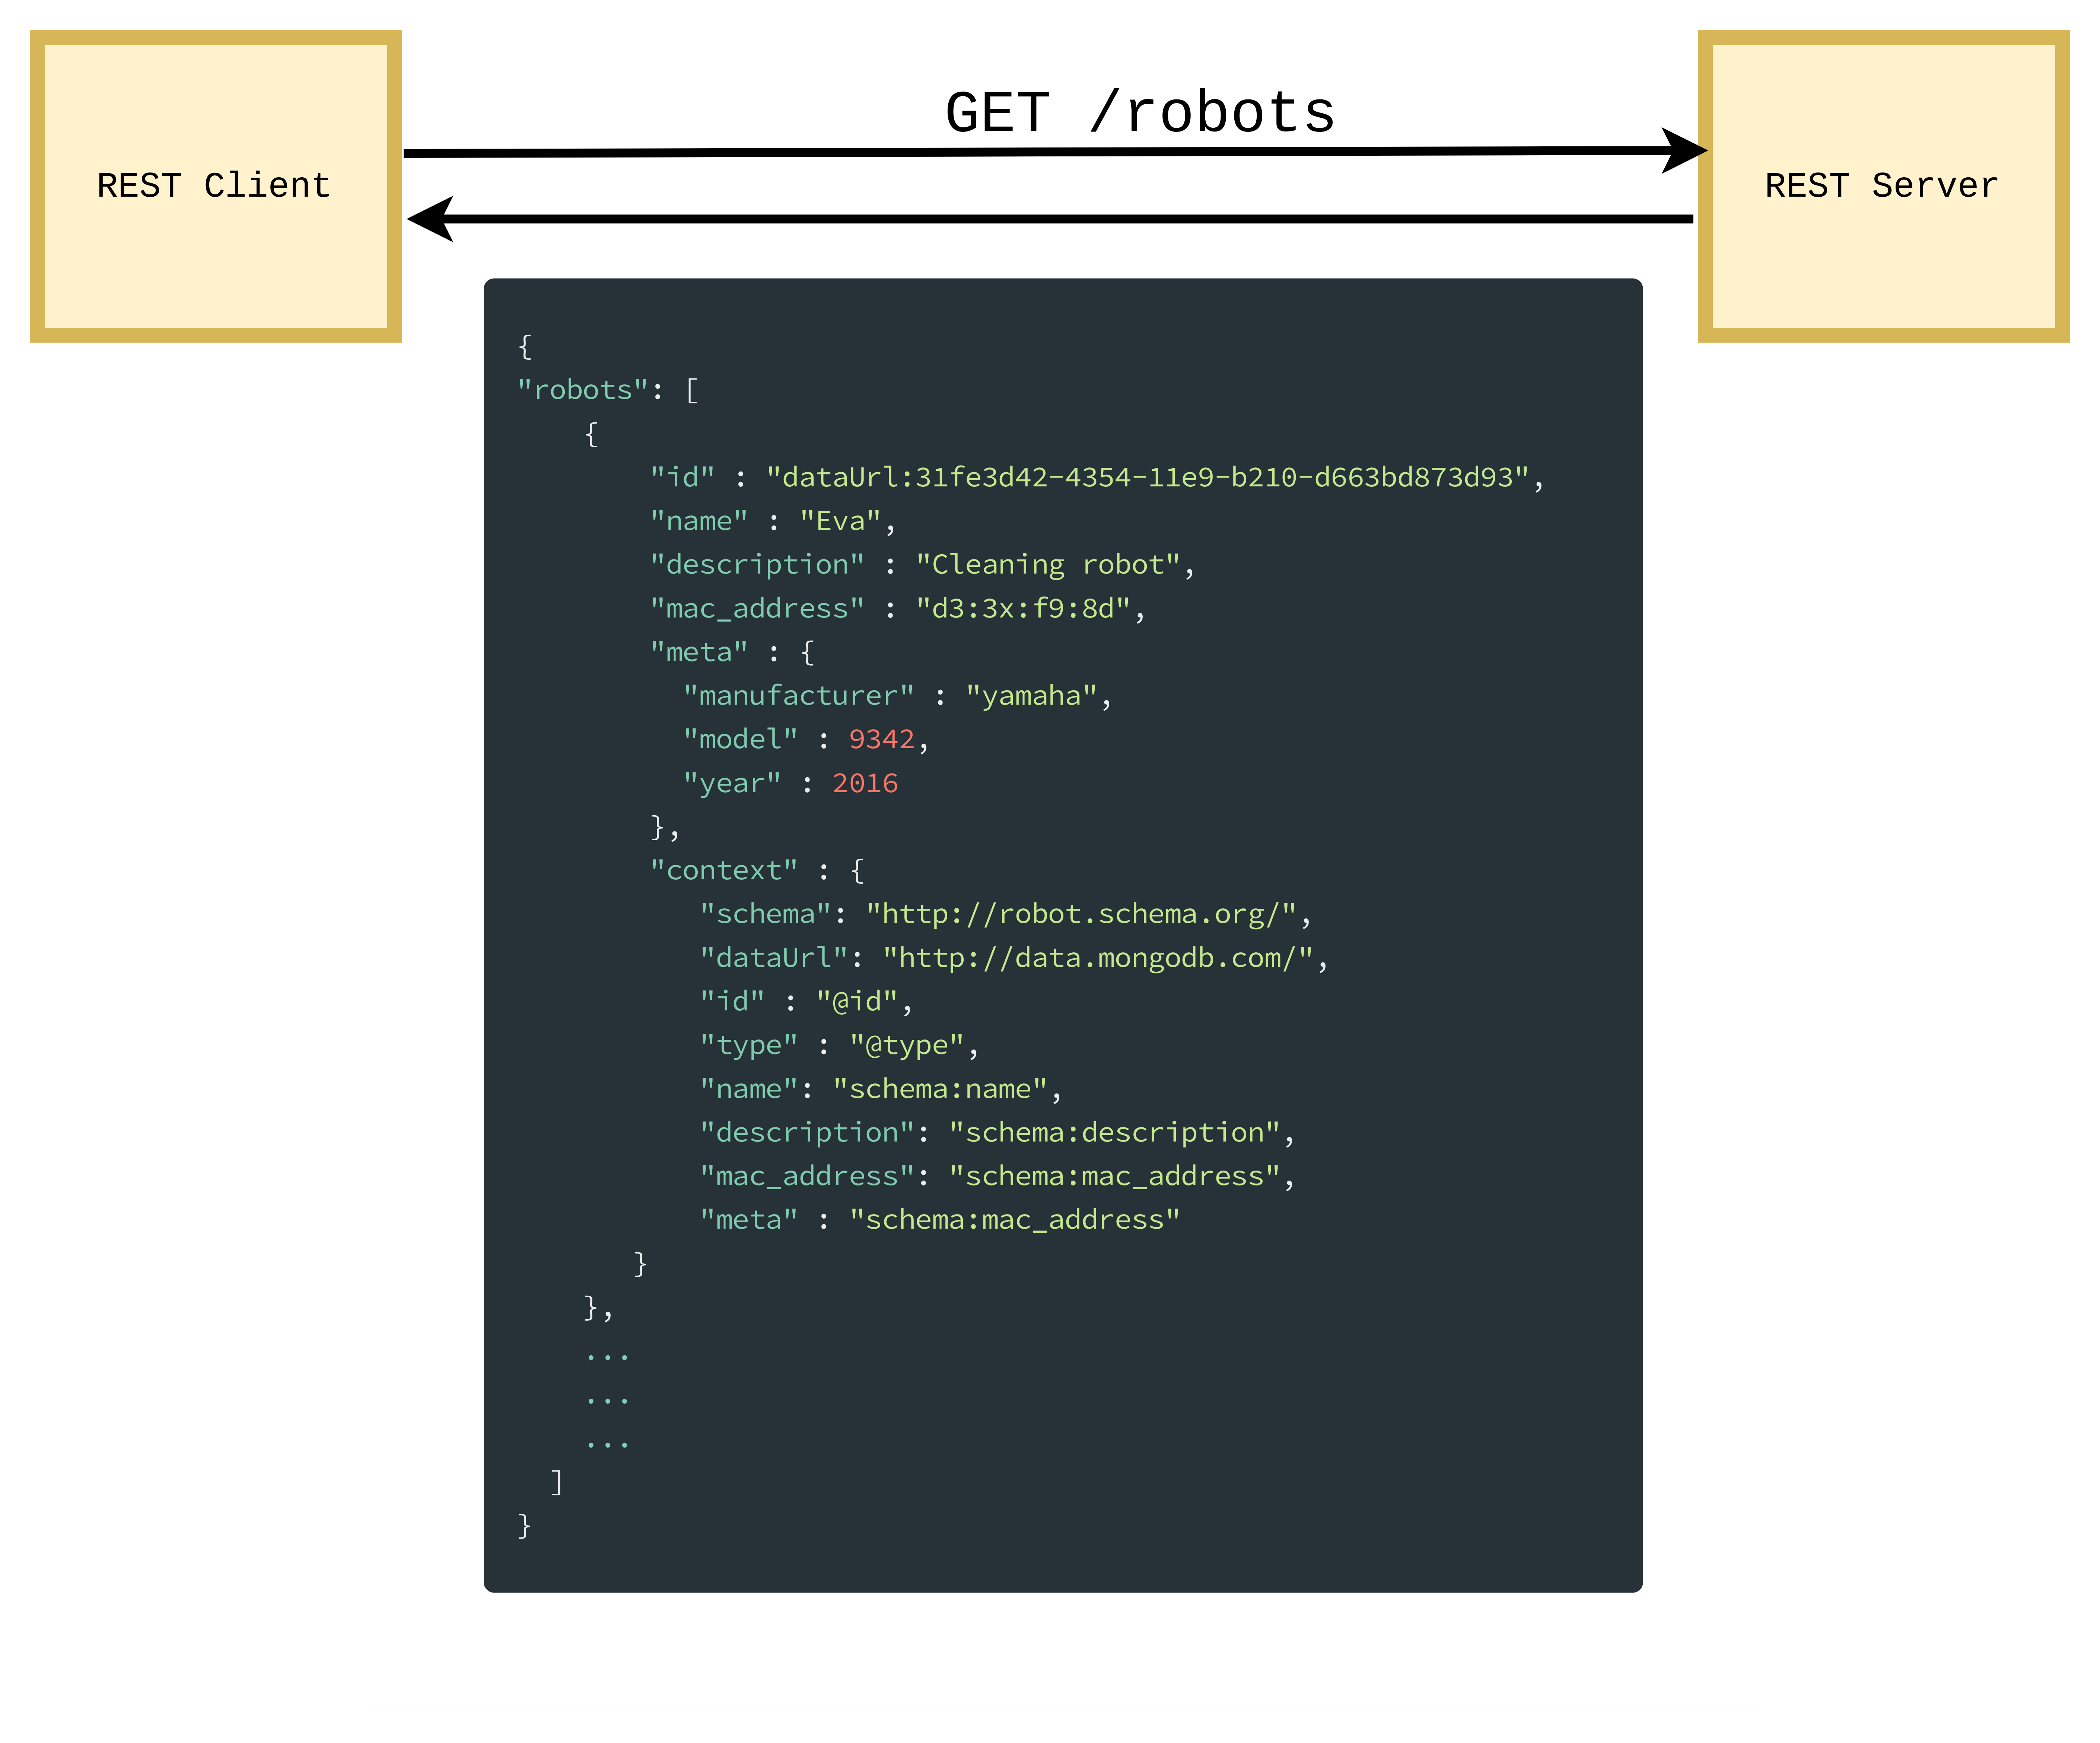 GET /robots
REST Client
REST Server
{
"robots": [
    {
        "id" : "dataUrl:31fe3d42-4354-11e9-b210-d663bd873d93",
        "name" : "Eva",
        "description" : "Cleaning robot",
        "mac_address" : "d3:3x:f9:8d",
        "meta" : {
          "manufacturer" : "yamaha",
          "model" : 9342,
          "year" : 2016
        },
        "context" : {
           "schema": "http://robot.schema.org/",
           "dataUrl": "http://data.mongodb.com/",
           "id" : "@id",
           "type" : "@type",
           "name": "schema:name",
           "description": "schema:description",
           "mac_address": "schema:mac_address",
           "meta" : "schema:mac_address"
       }
    },
    ...
    ...
    ...
  ]
}